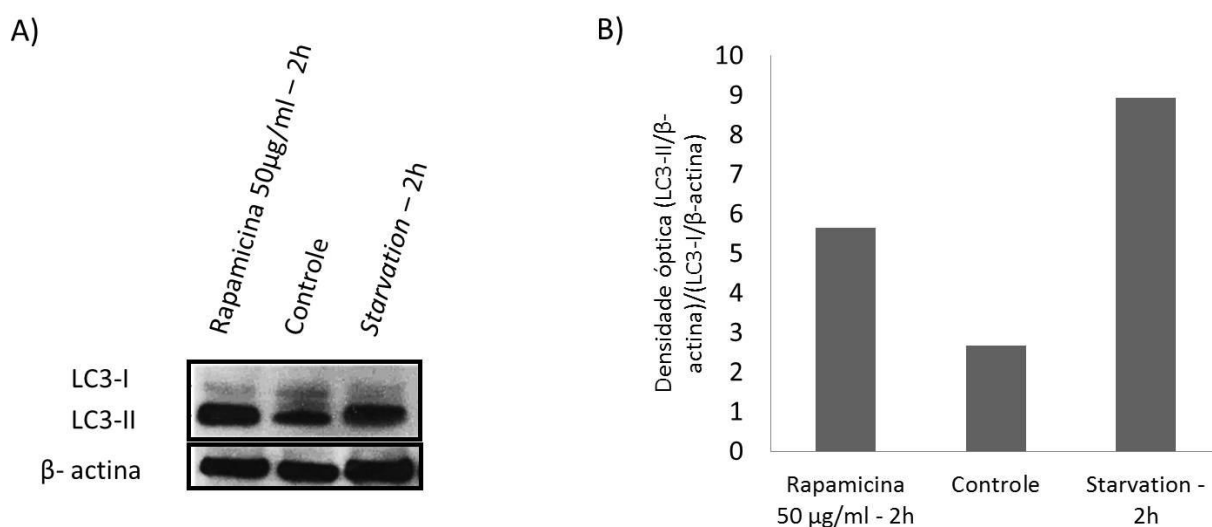 A)
Rapamicina 50µg/ml – 2h
Controle
Starvation – 2h
LC3-I
LC3-II
β- actina
B)
Densidade óptica (LC3-II/β-
actina)/(LC3-I/β-actina)
10
9
8
7
6
5
4
3
2
1
0
Rapamicina
50 µg/ml - 2h
Controle
Starvation -
2h